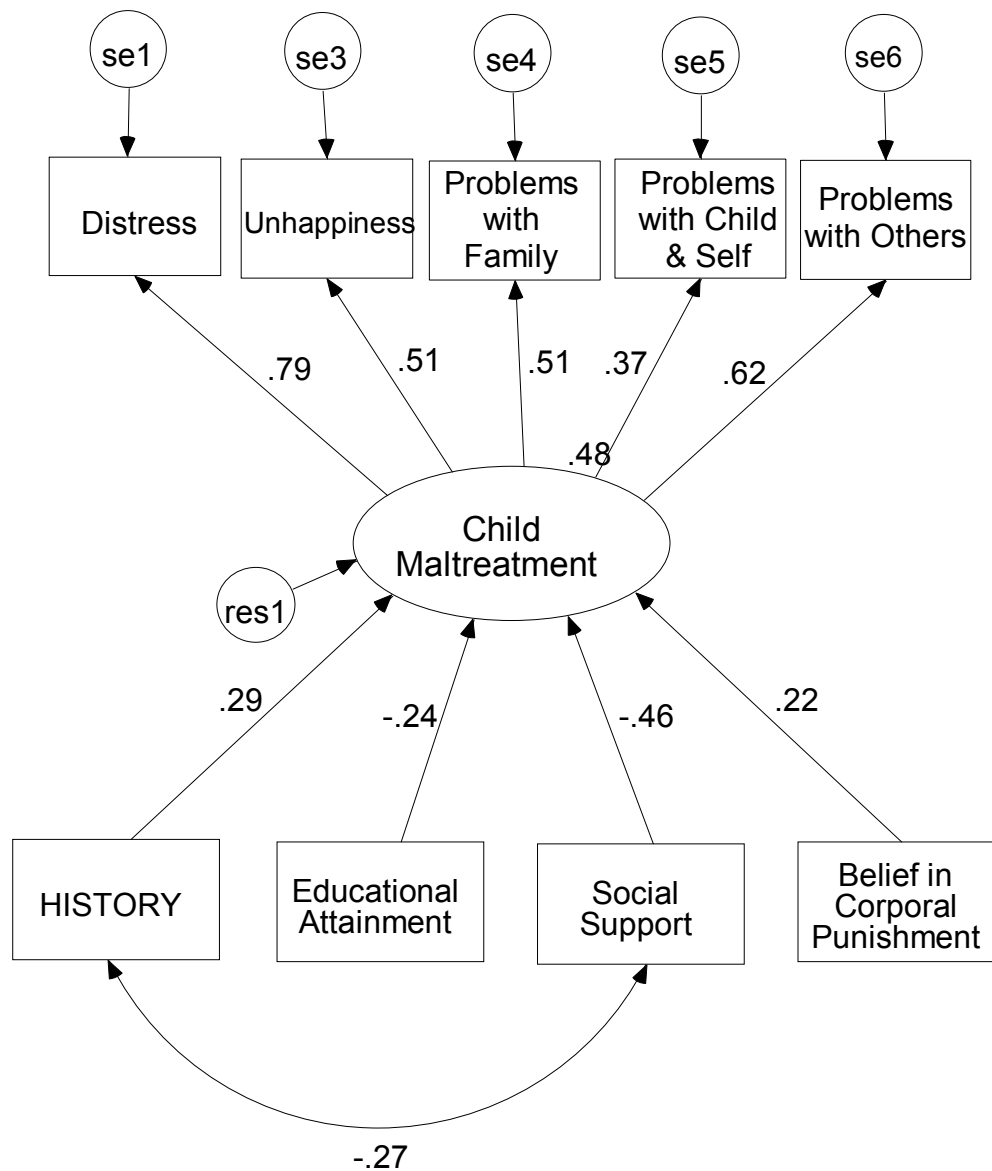 se1
se3
se4
se5
se6
Distress
Unhappiness
Problems
with
Family
Problems
with Child
& Self
Problems
with Others
.79
.51
.51
.37
.62
.48
Child
Maltreatment
res1
.29
-.24
-.46
.22
HISTORY
Educational
Attainment
Social
Support
Belief in
Corporal
Punishment
-.27